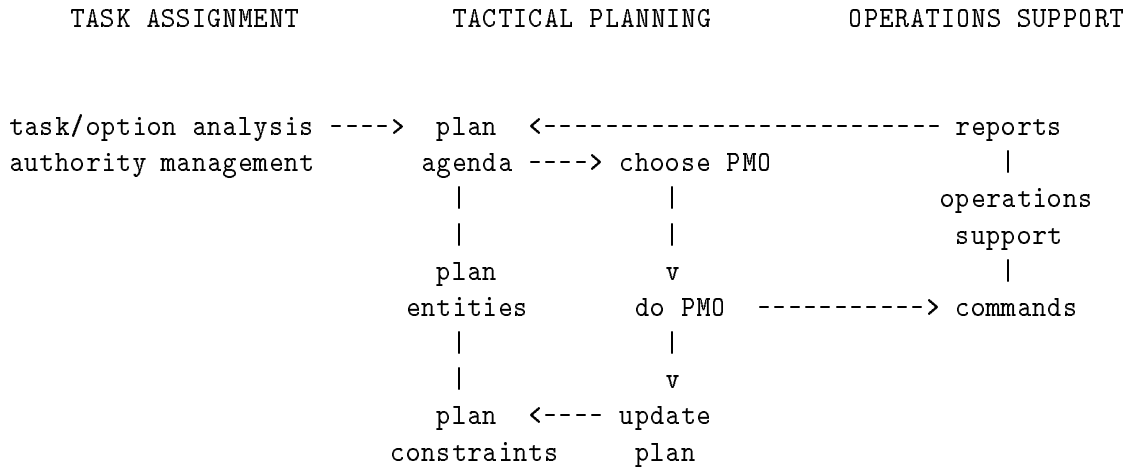 TASK ASSIGNMENT TACTICAL PLANNING OPERATIONS SUPPORT
task/option analysis ----> plan <-------------------------- reports
authority management agenda ----> choose PMO |
| | operations
| | support
plan v |
entities do PMO -----------> commands
| |
| v
plan <---- update
constraints plan